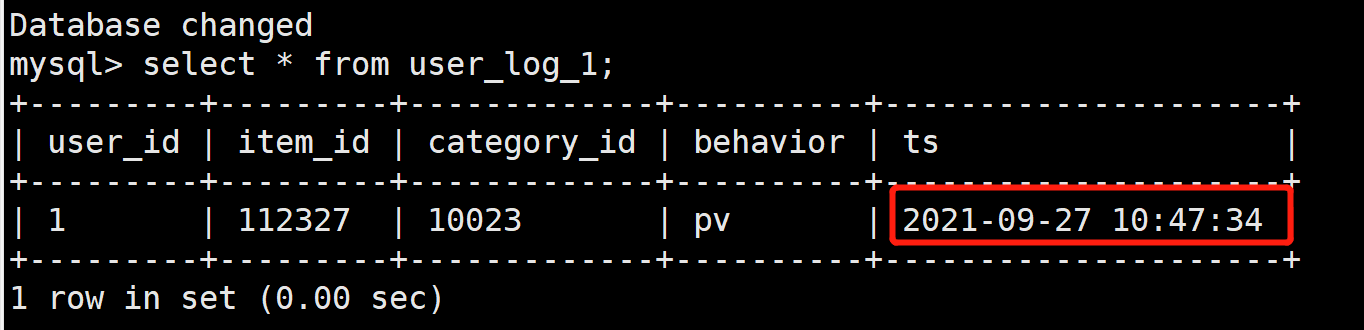 Database changed
mysql> select * from user_log_1;
+---------+---------+-------------+----------+---------------------+
| user_id | item_id | category_id | behavior | ts                  |
+---------+---------+-------------+----------+---------------------+
| 1       | 112327  | 10023       | pv       | 2021-09-27 10:47:34 |
+---------+---------+-------------+----------+---------------------+
1 row in set (0.00 sec)